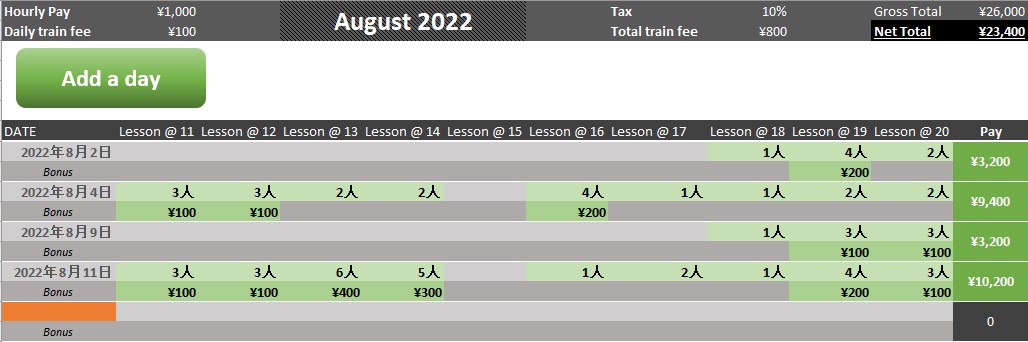 Hourly Pay ¥1,000 August 2022 Tax 10% Gross Total ¥26,000
Daily train fee ¥100 Total train fee ¥800 Net Total ¥23,400
Add a day
DATE Lesson @ 11 Lesson @ 12 Lesson @ 13 Lesson @ 14 Lesson @ 15 Lesson @ 16 Lesson @ 17 Lesson @ 18 Lesson @ 19 Lesson @ 20 Pay
2022年8月2日 1人 4人 2人 ¥3,200
Bonus ¥200
2022年8月4日 3人 3人 2人 2人 4人 1人 1人 2人 2人 ¥9,400
Bonus ¥100 ¥100 ¥200
2022年8月9日 1人 3人 3人 ¥3,200
Bonus ¥100 ¥100
2022年8月11日 3人 3人 6人 5人 1人 2人 1人 4人 3人 ¥10,200
Bonus ¥100 ¥100 ¥400 ¥300 ¥200 ¥100
0
Bonus